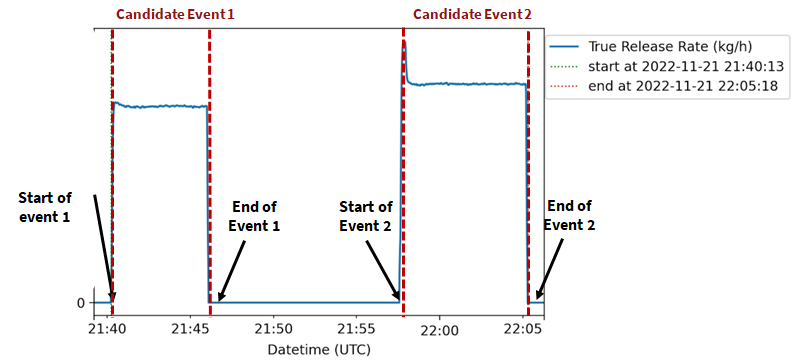 Candidate Event 1
Candidate Event 2
True Release Rate (kg/h)
start at 2022-11-21 21:40:13
end at 2022-11-21 22:05:18
Start of
event 1
End of
Event 1
Start of
Event 2
End of
Event 2
0
21:40 21:45 21:50 21:55 22:00 22:05
Datetime (UTC)